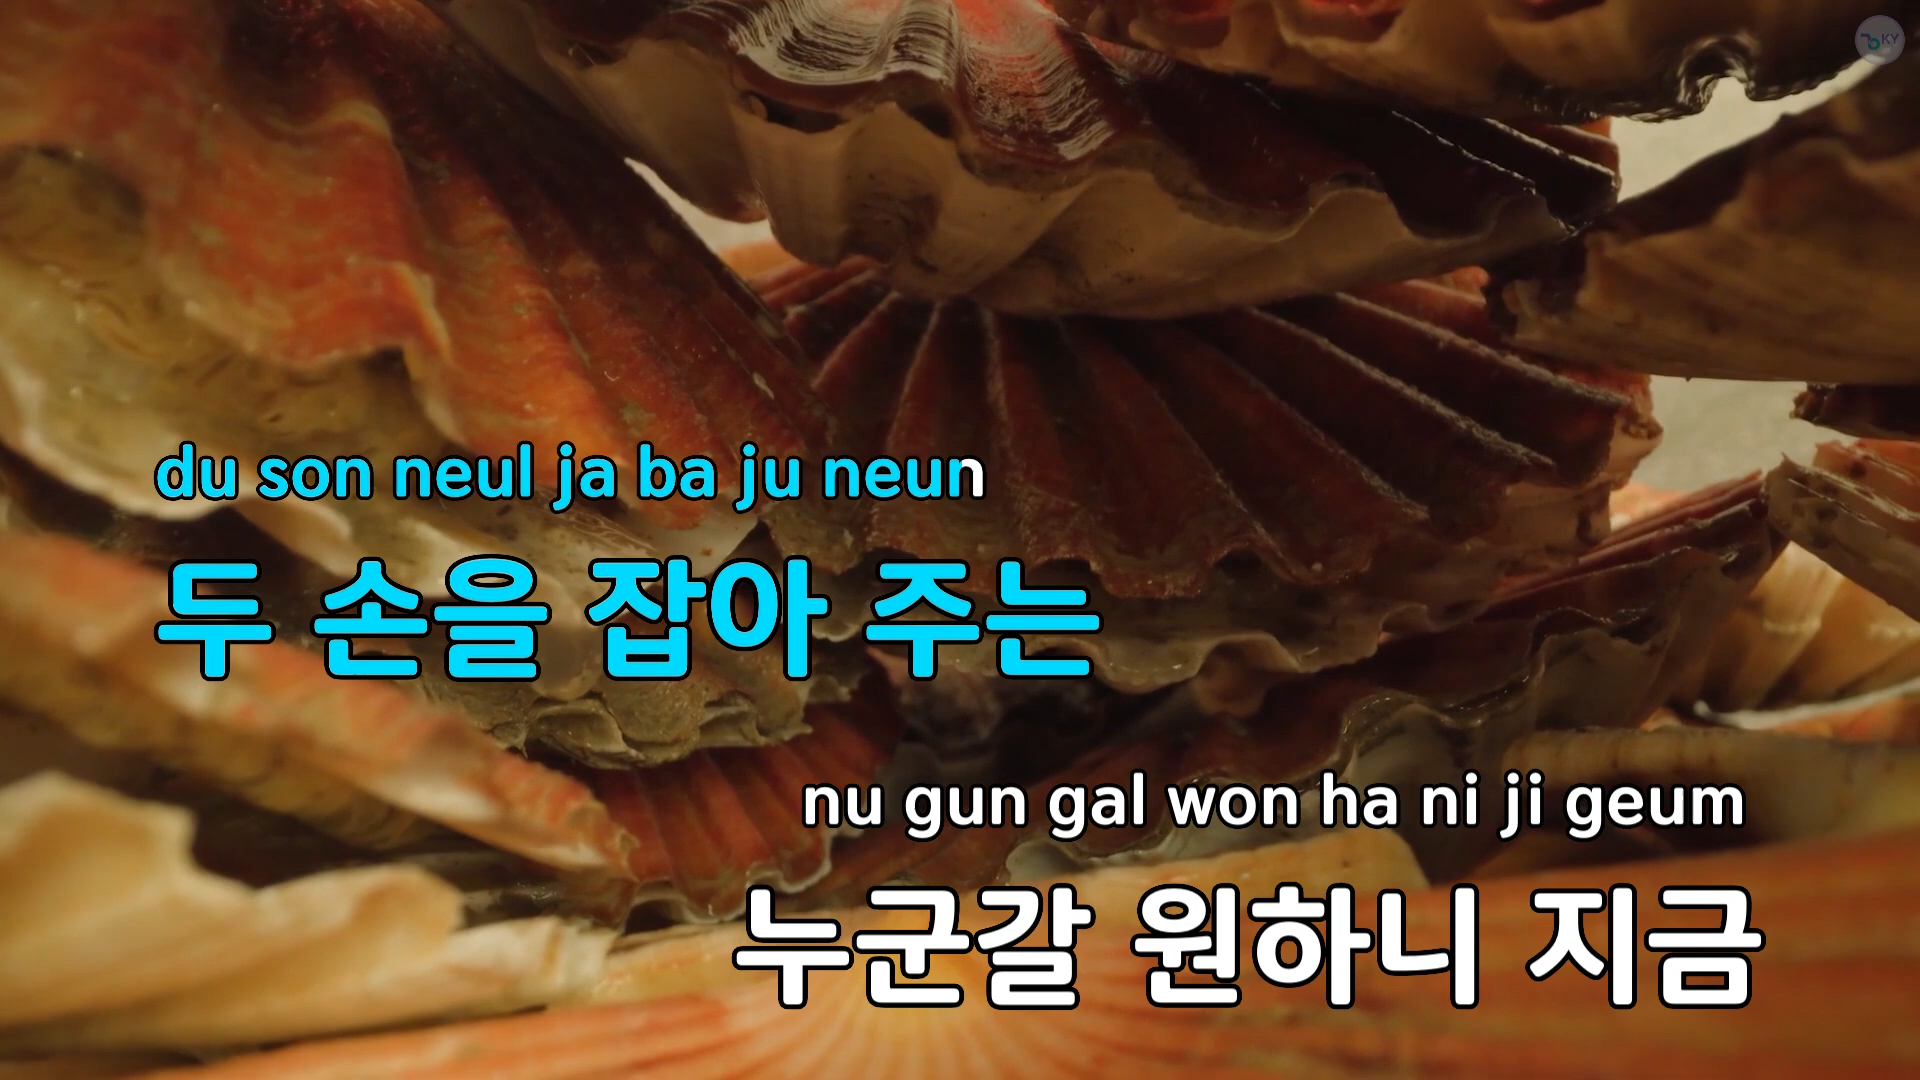 KY
du son neul ja ba ju neun
두 손을 잡아 주는
nu gun gal won ha ni ji geum
누군갈 원하니 지금